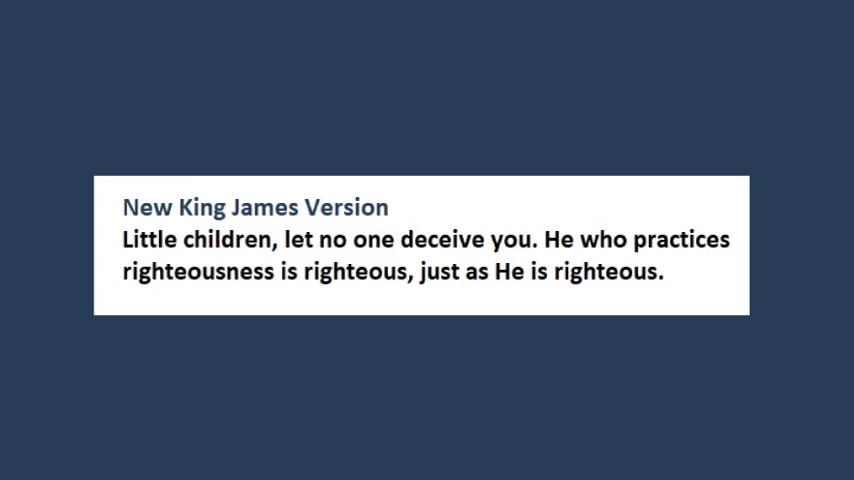 New King James Version
Little children, let no one deceive you. He who practices
righteousness is righteous, just as He is righteous.